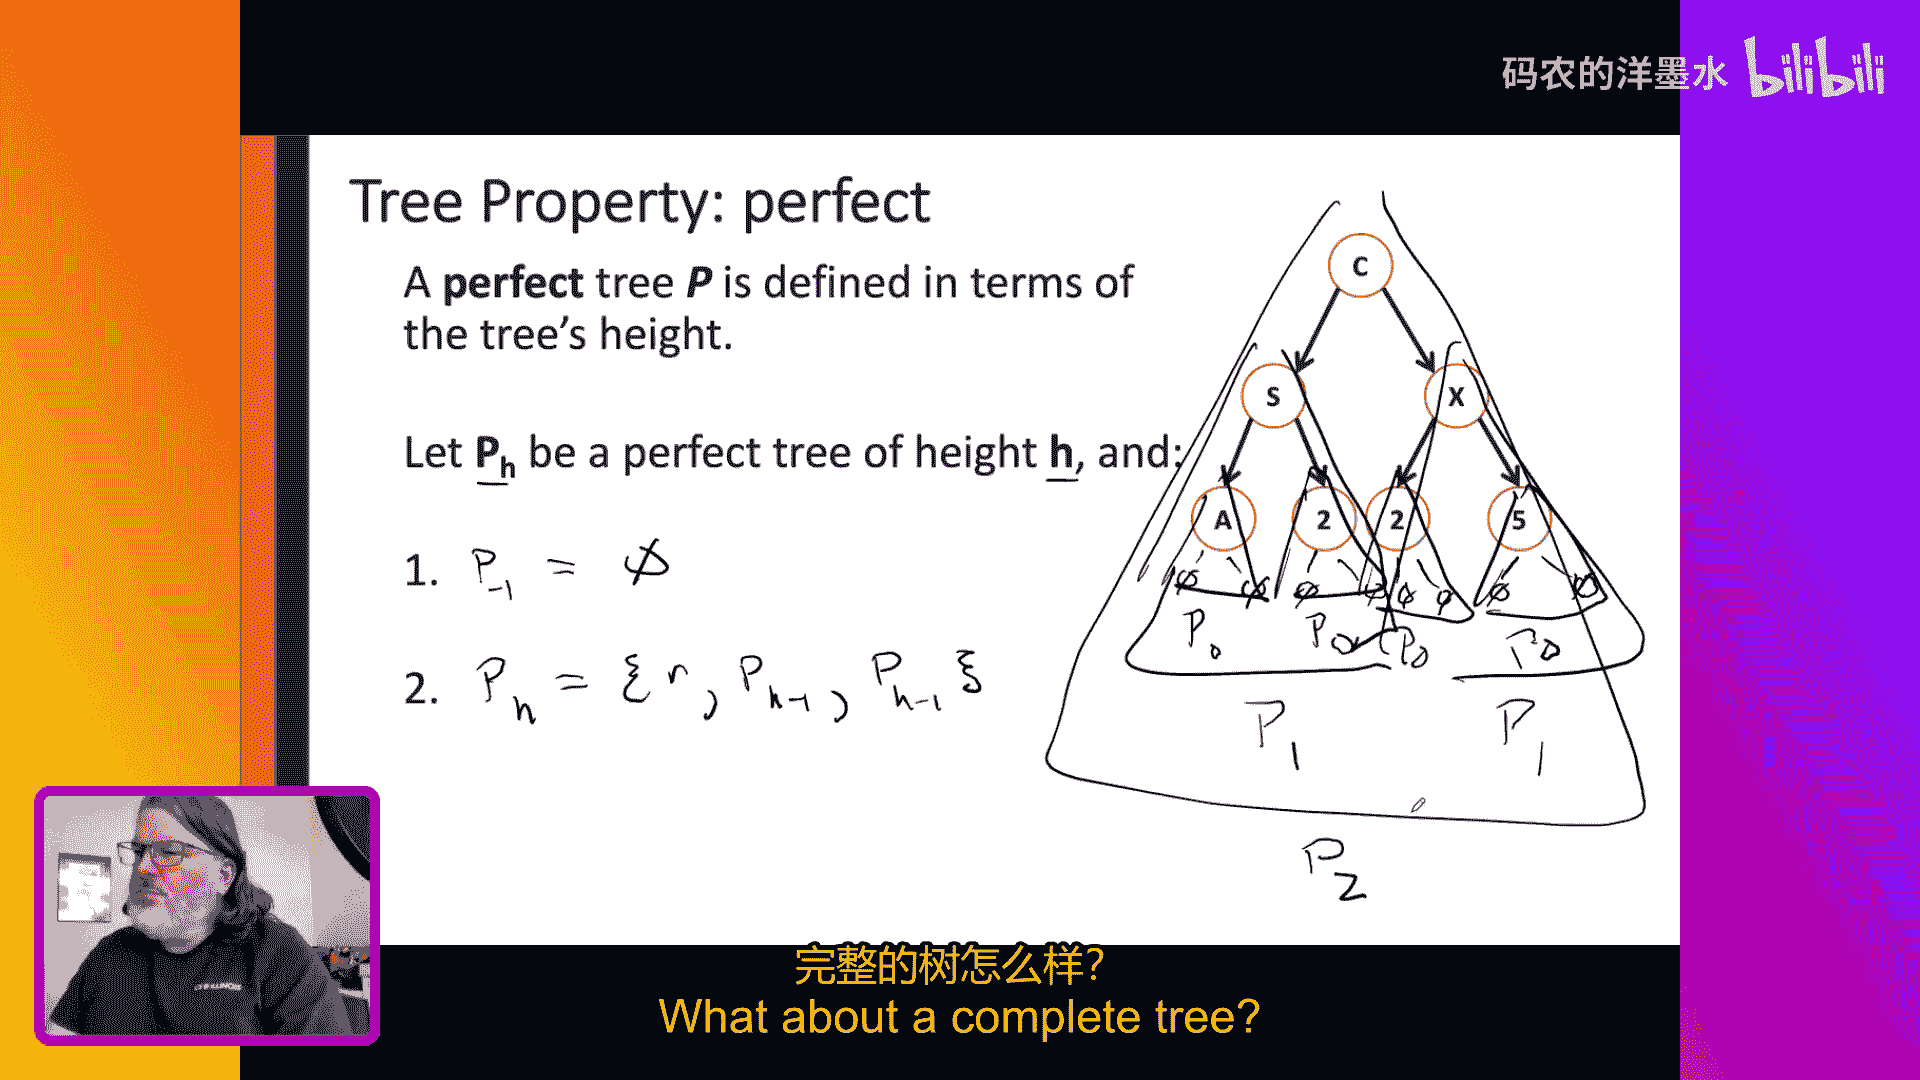 码农的洋墨水 bilibili
Tree Property: perfect
A perfect tree P is defined in terms of
the tree’s height.
Let Ph be a perfect tree of height h, and:
1. P-1 = ∅
2. Ph = { r, Ph-1, Ph-1 }
C
S X
A 2 2 5
∅ ∅ ∅ ∅ ∅ ∅ ∅ ∅
P0 P0 P0 P0
P1 P1
P2
完整的树怎么样?
What about a complete tree?